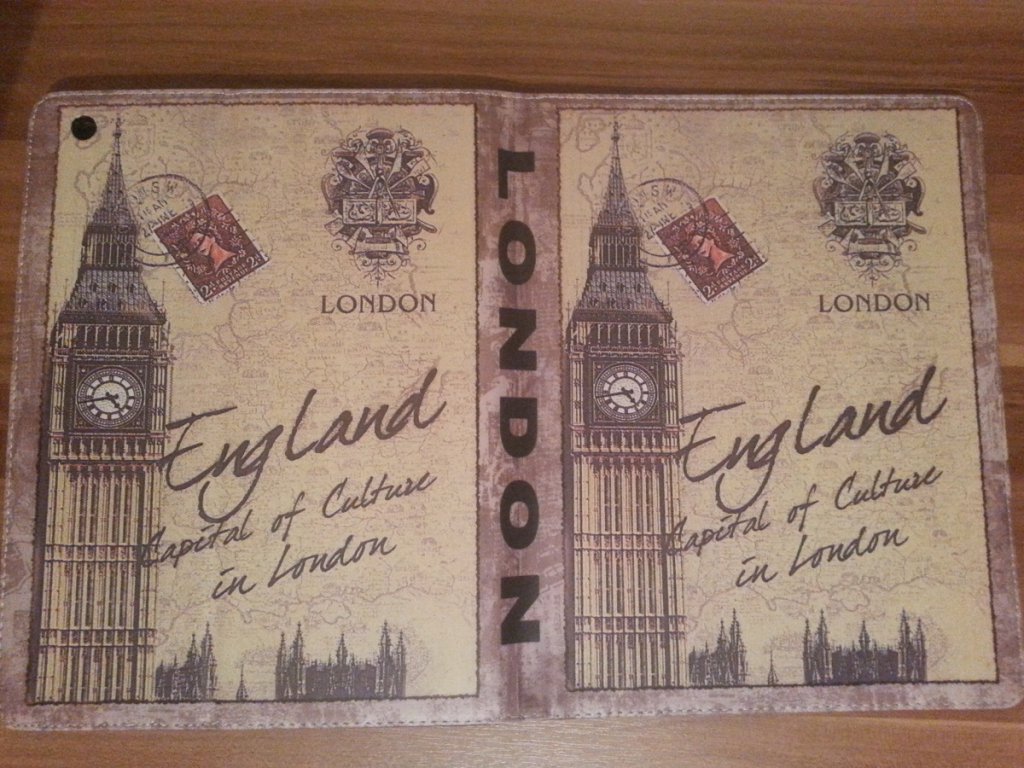 LONDON
England
Capital of Culture
in London
LONDON
LONDON
England
Capital of Culture
in London